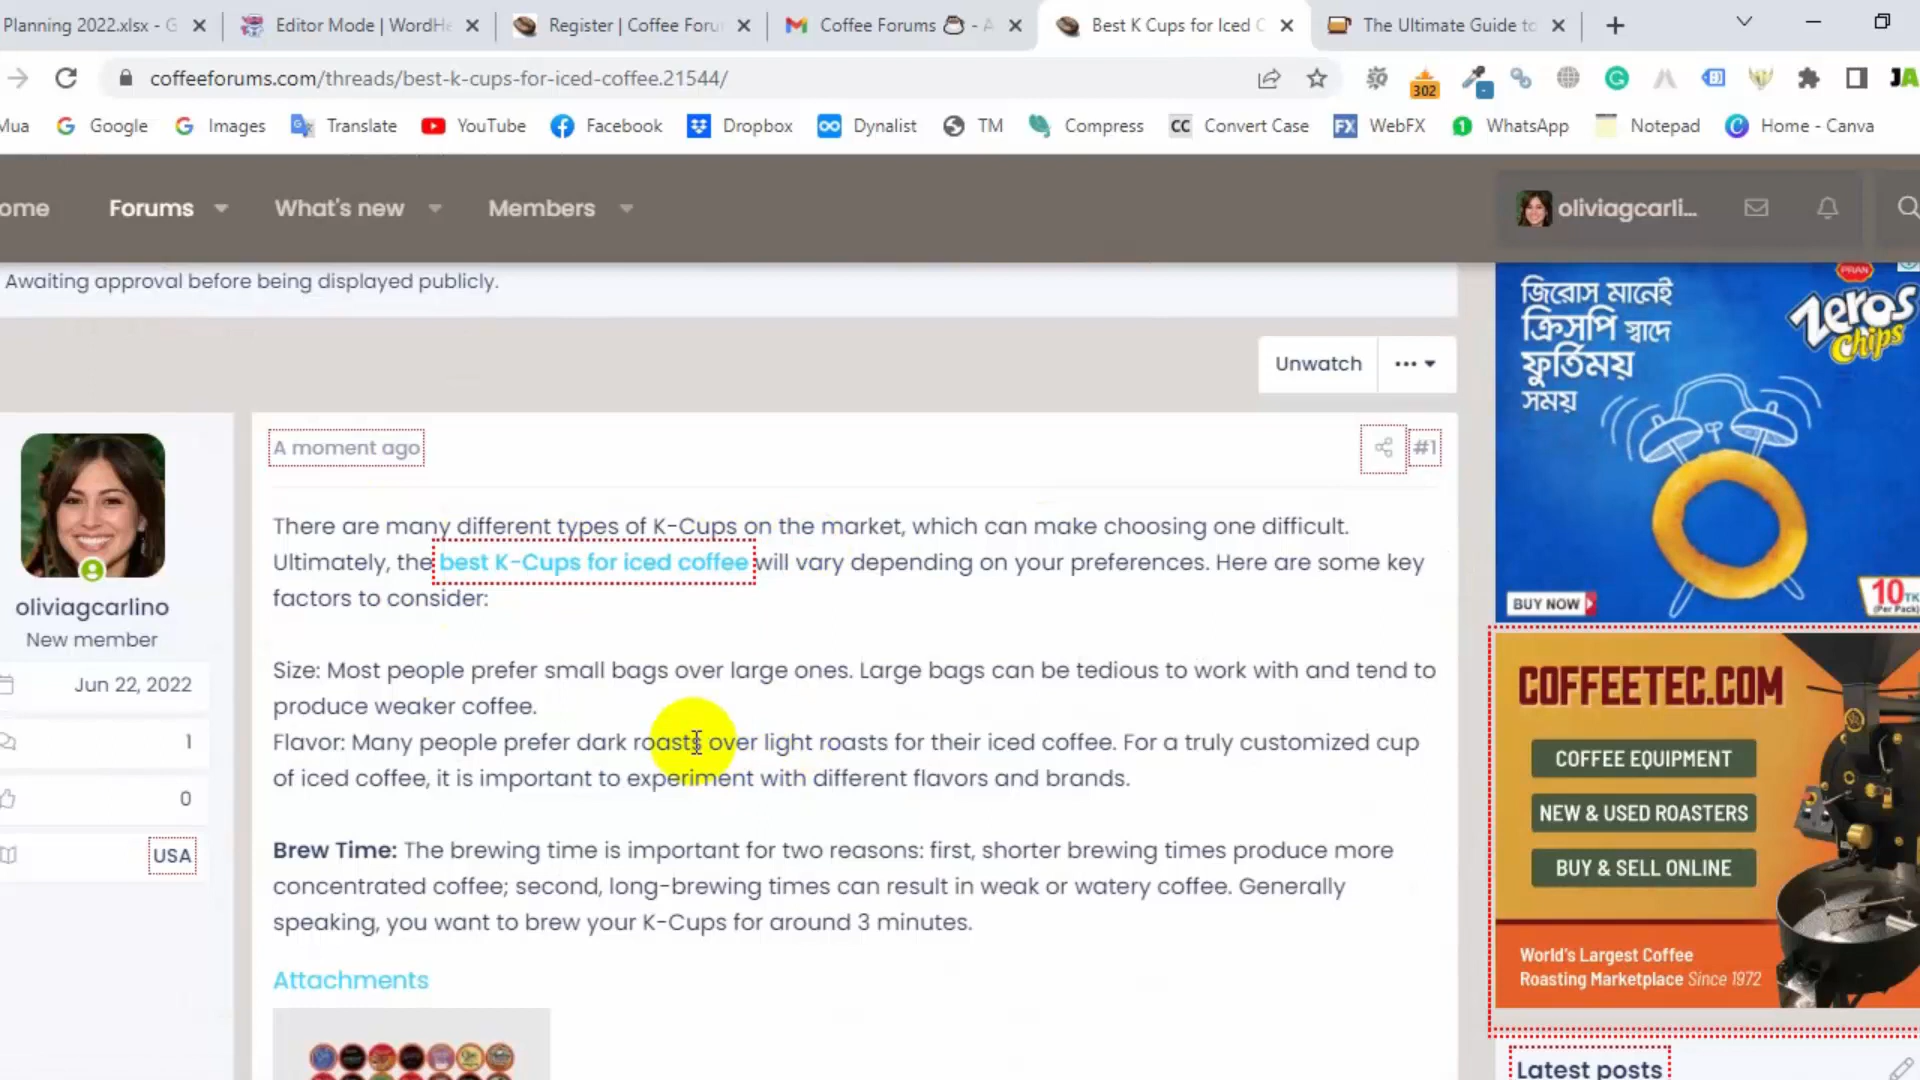 Planning 2022.xlsx - G
Editor Mode | WordHe
Register | Coffee Foru
Coffee Forums - A
Best K Cups for Iced C
The Ultimate Guide to
coffeeforums.com/threads/best-k-cups-for-iced-coffee.21544/
302
JA
Mua
Google
Images
Translate
YouTube
Facebook
Dropbox
Dynalist
TM
Compress
CC Convert Case
FX WebFX
1 WhatsApp
Notepad
Home - Canva
ome
Forums
What's new
Members
oliviagcarli...
Awaiting approval before being displayed publicly.
Unwatch
A moment ago
#1
oliviagcarlino
New member
Jun 22, 2022
1
0
USA
There are many different types of K-Cups on the market, which can make choosing one difficult.
Ultimately, the best K-Cups for iced coffee will vary depending on your preferences. Here are some key
factors to consider:
Size: Most people prefer small bags over large ones. Large bags can be tedious to work with and tend to
produce weaker coffee.
Flavor: Many people prefer dark roasts over light roasts for their iced coffee. For a truly customized cup
of iced coffee, it is important to experiment with different flavors and brands.
Brew Time: The brewing time is important for two reasons: first, shorter brewing times produce more
concentrated coffee; second, long-brewing times can result in weak or watery coffee. Generally
speaking, you want to brew your K-Cups for around 3 minutes.
Attachments
PRAN
জিরোস মানেই
ক্রিসপি স্বাদে
ফুর্তিময়
সময়
Zeros
Chips
BUY NOW
10TK
(Per Pack)
COFFEETEC.COM
COFFEE EQUIPMENT
NEW & USED ROASTERS
BUY & SELL ONLINE
World's Largest Coffee
Roasting Marketplace Since 1972
Latest posts